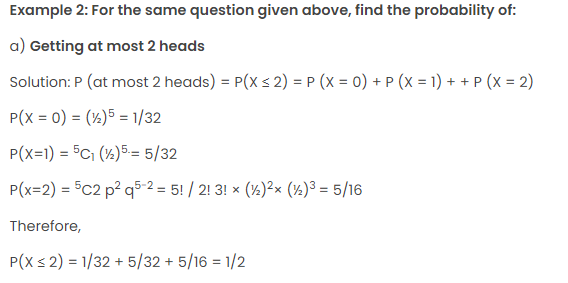 Example 2: For the same question given above, find the probability of:
a) Getting at most 2 heads
Solution: P (at most 2 heads) = P(X ≤ 2) = P (X = 0) + P (X = 1) + + P (X = 2)
P(X = 0) = (½)⁵ = 1/32
P(X=1) = ⁵C₁ (½)⁵·= 5/32
P(x=2) = ⁵C2 p² q⁵⁻² = 5! / 2! 3! × (½)²× (½)³ = 5/16
Therefore,
P(X ≤ 2) = 1/32 + 5/32 + 5/16 = 1/2